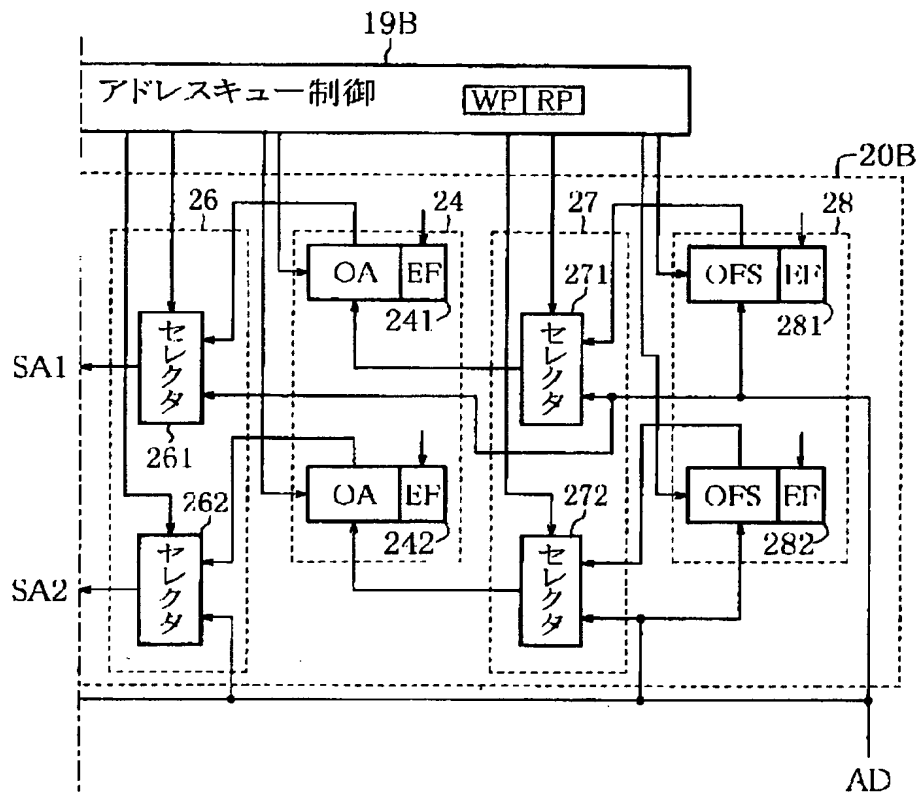 19B
アドレスキュー制御 WP RP
20B
26 24 27 28
OA EF 271 OFS EF
241 281
セレクタ セレクタ
SA1
261
262 OA EF 272 OFS EF
242 282
セレクタ セレクタ
SA2
AD